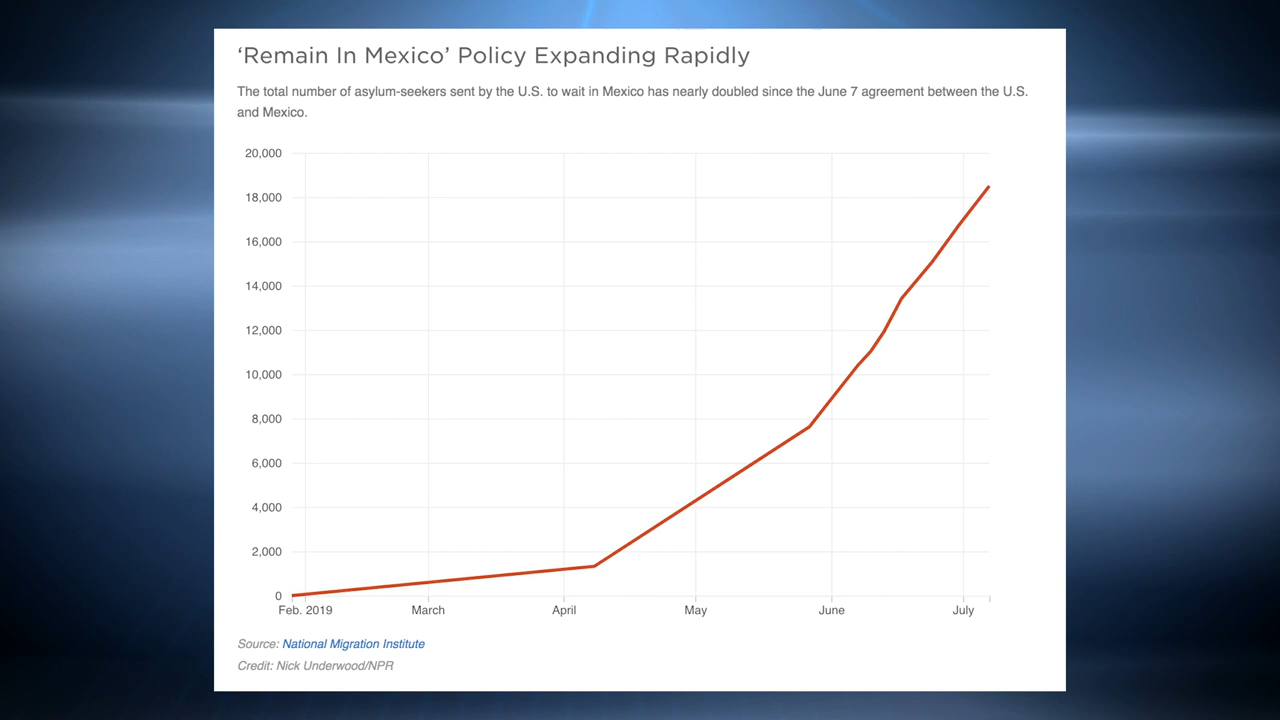 ‘Remain In Mexico’ Policy Expanding Rapidly
The total number of asylum-seekers sent by the U.S. to wait in Mexico has nearly doubled since the June 7 agreement between the U.S.
and Mexico.
20,000
18,000
16,000
14,000
12,000
10,000
8,000
6,000
4,000
2,000
0
Feb. 2019 March April May June July
Source: National Migration Institute
Credit: Nick Underwood/NPR